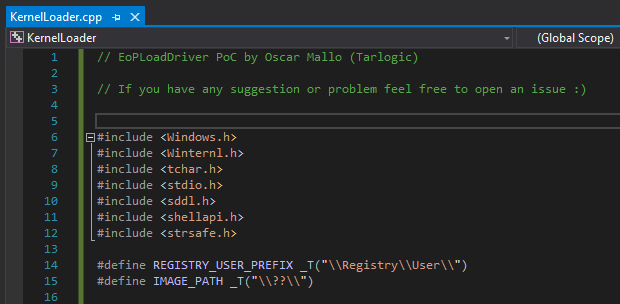 KernelLoader.cpp
KernelLoader (Global Scope)
1 // EoPLoadDriver PoC by Oscar Mallo (Tarlogic)
2
3 // If you have any suggestion or problem feel free to open an issue :)
4
5
6 #include <Windows.h>
7 #include <Winternl.h>
8 #include <tchar.h>
9 #include <stdio.h>
10 #include <sddl.h>
11 #include <shellapi.h>
12 #include <strsafe.h>
13
14 #define REGISTRY_USER_PREFIX _T("\\Registry\\User\\")
15 #define IMAGE_PATH _T("\\??\\")
16